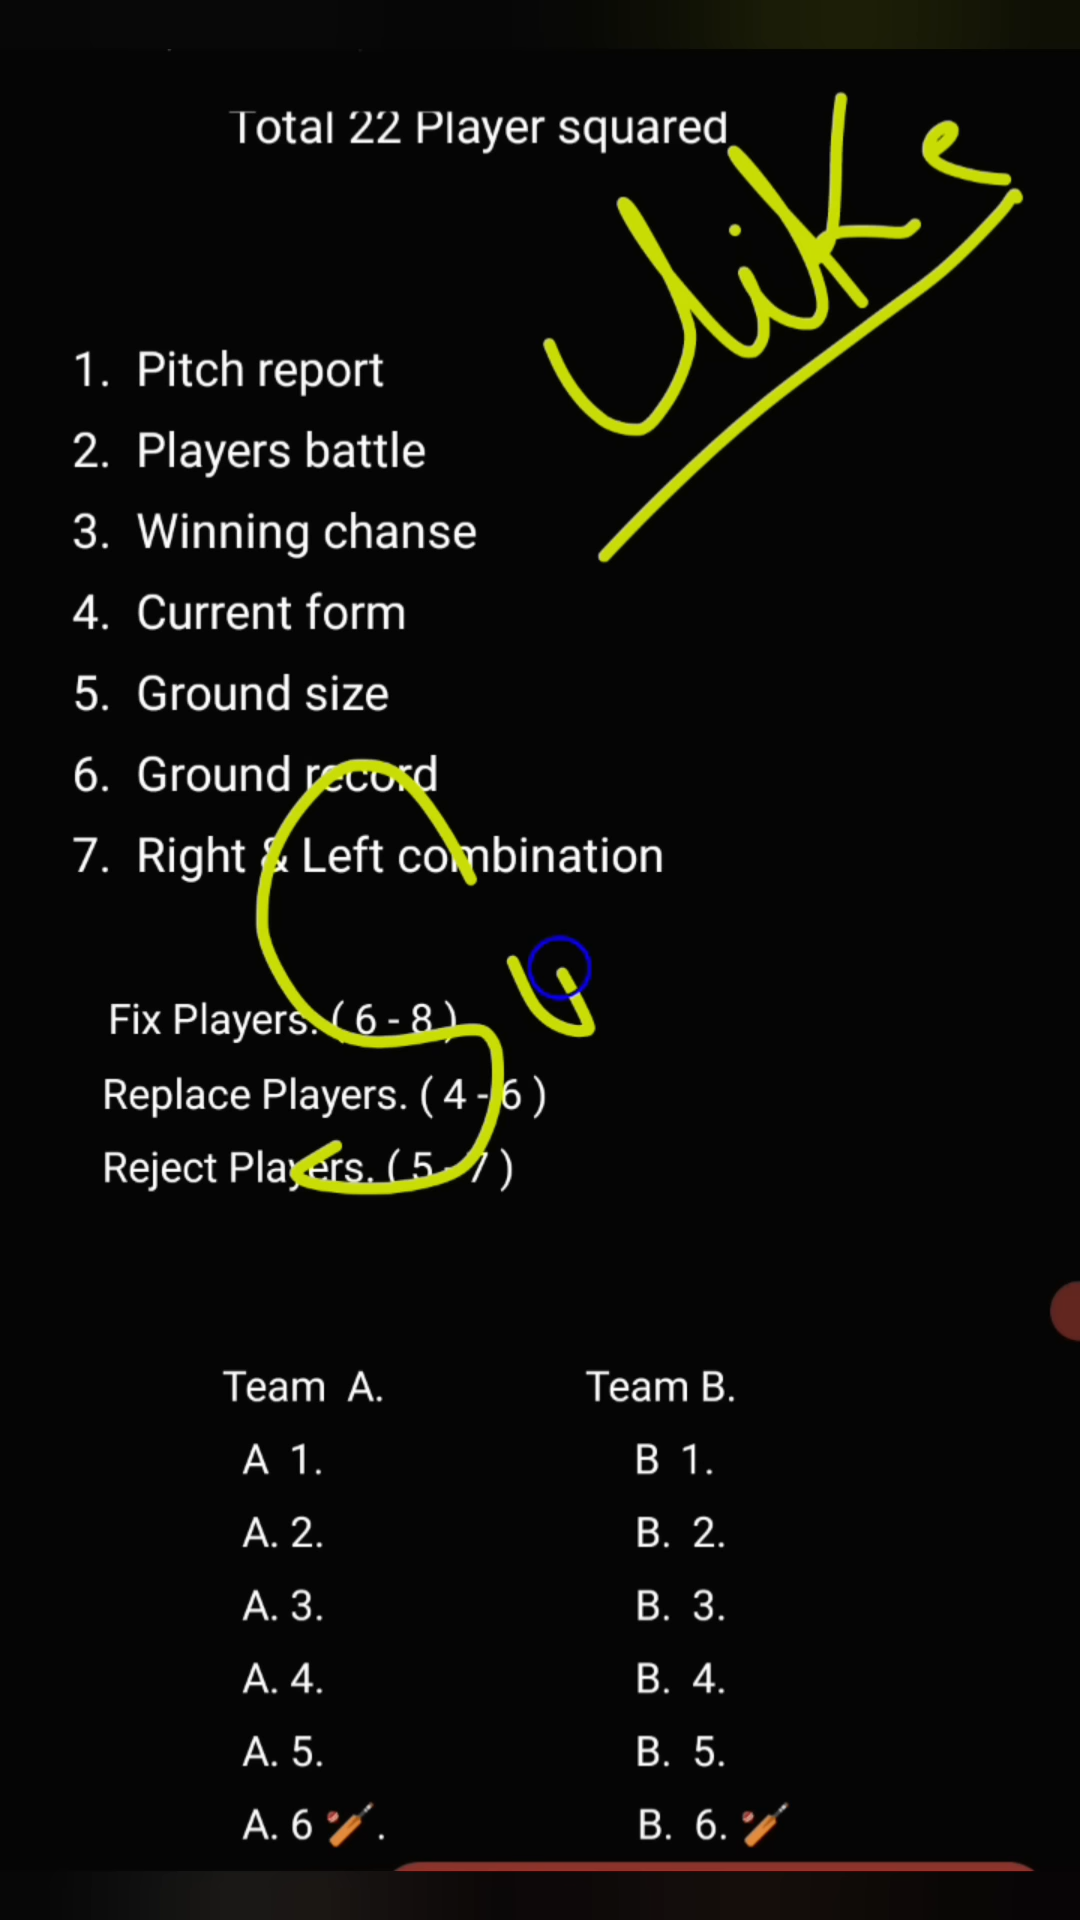 Total 22 Player squared
Like
1. Pitch report
2. Players battle
3. Winning chanse
4. Current form
5. Ground size
6. Ground record
7. Right & Left combination
Fix Players. ( 6 - 8 )
Replace Players. ( 4 - 6 )
Reject Players. ( 5 - 7 )
Team A. Team B.
A 1. B 1.
A. 2. B. 2.
A. 3. B. 3.
A. 4. B. 4.
A. 5. B. 5.
A. 6 🏏. B. 6. 🏏